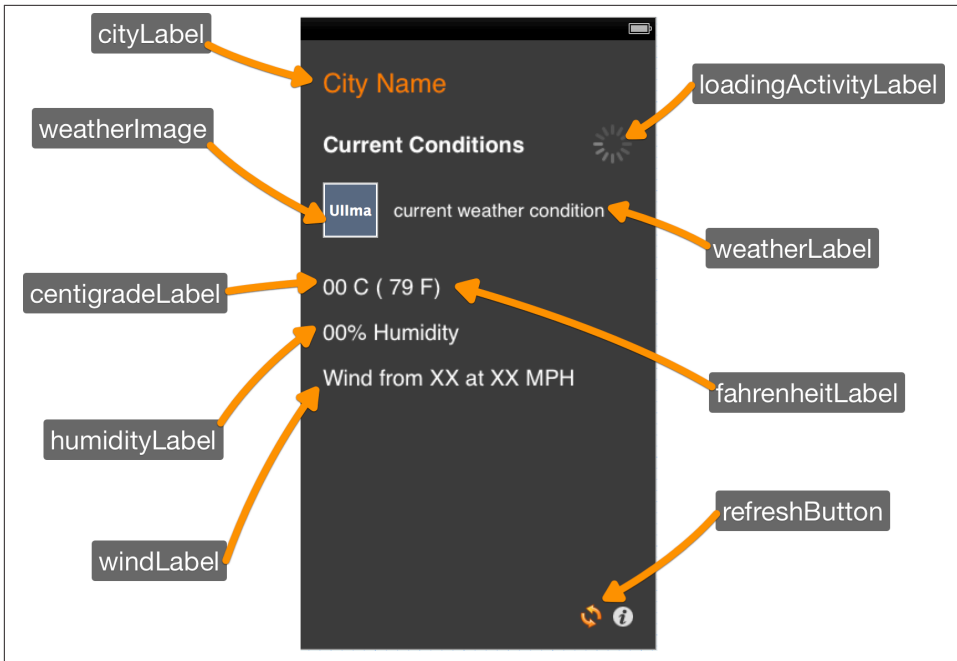 cityLabel
City Name
loadingActivityLabel
weatherImage
Current Conditions
UIIma
current weather condition
weatherLabel
centigradeLabel
00 C ( 79 F)
00% Humidity
Wind from XX at XX MPH
fahrenheitLabel
humidityLabel
refreshButton
windLabel
i